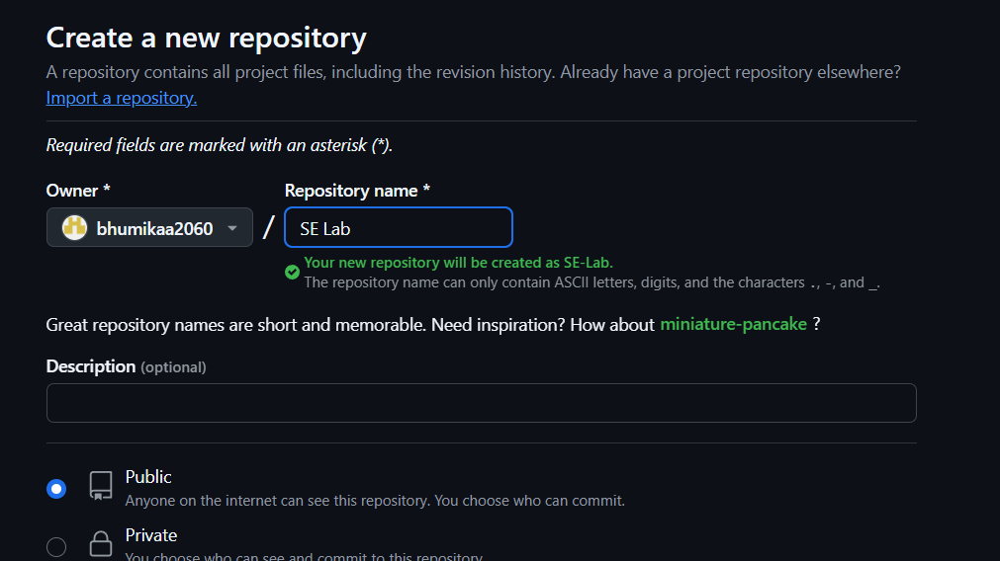 Create a new repository
A repository contains all project files, including the revision history. Already have a project repository elsewhere?
Import a repository.
Required fields are marked with an asterisk (*).
Owner *
Repository name *
bhumikaa2060
/
SE Lab
Your new repository will be created as SE-Lab.
The repository name can only contain ASCII letters, digits, and the characters ., -, and _.
Great repository names are short and memorable. Need inspiration? How about miniature-pancake ?
Description (optional)
Public
Anyone on the internet can see this repository. You choose who can commit.
Private
You choose who can see and commit to this repository.